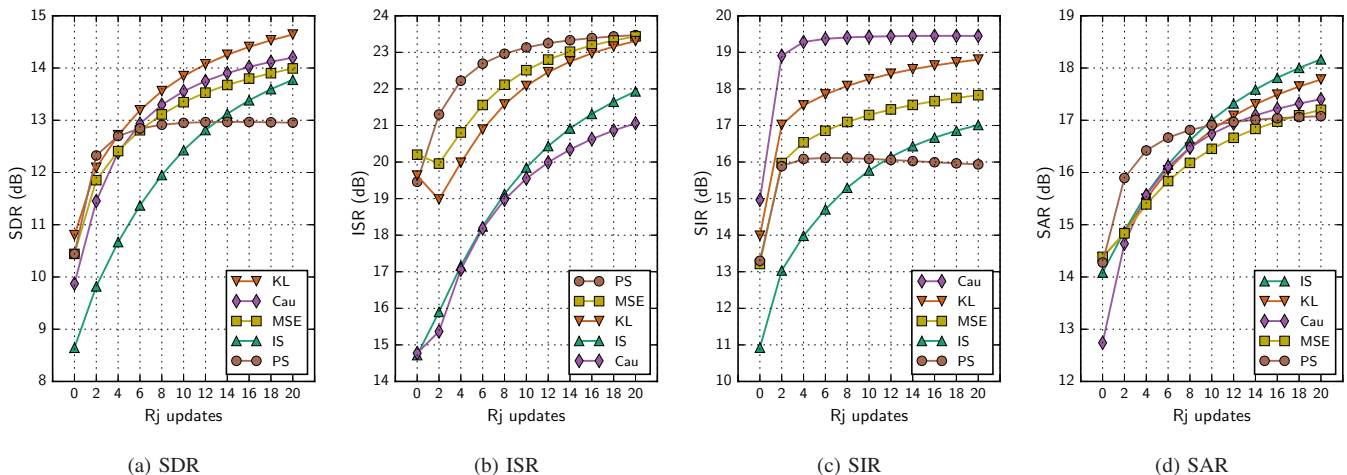 15
14
13
12
11
10
9
8
SDR (dB)
0 2 4 6 8 10 12 14 16 18 20
Rj updates
KL
Cau
MSE
IS
PS
(a) SDR
24
23
22
21
20
19
18
17
16
15
14
ISR (dB)
0 2 4 6 8 10 12 14 16 18 20
Rj updates
PS
MSE
KL
IS
Cau
(b) ISR
20
19
18
17
16
15
14
13
12
11
10
SIR (dB)
0 2 4 6 8 10 12 14 16 18 20
Rj updates
Cau
KL
MSE
IS
PS
(c) SIR
19
18
17
16
15
14
13
12
SAR (dB)
0 2 4 6 8 10 12 14 16 18 20
Rj updates
IS
KL
Cau
MSE
PS
(d) SAR